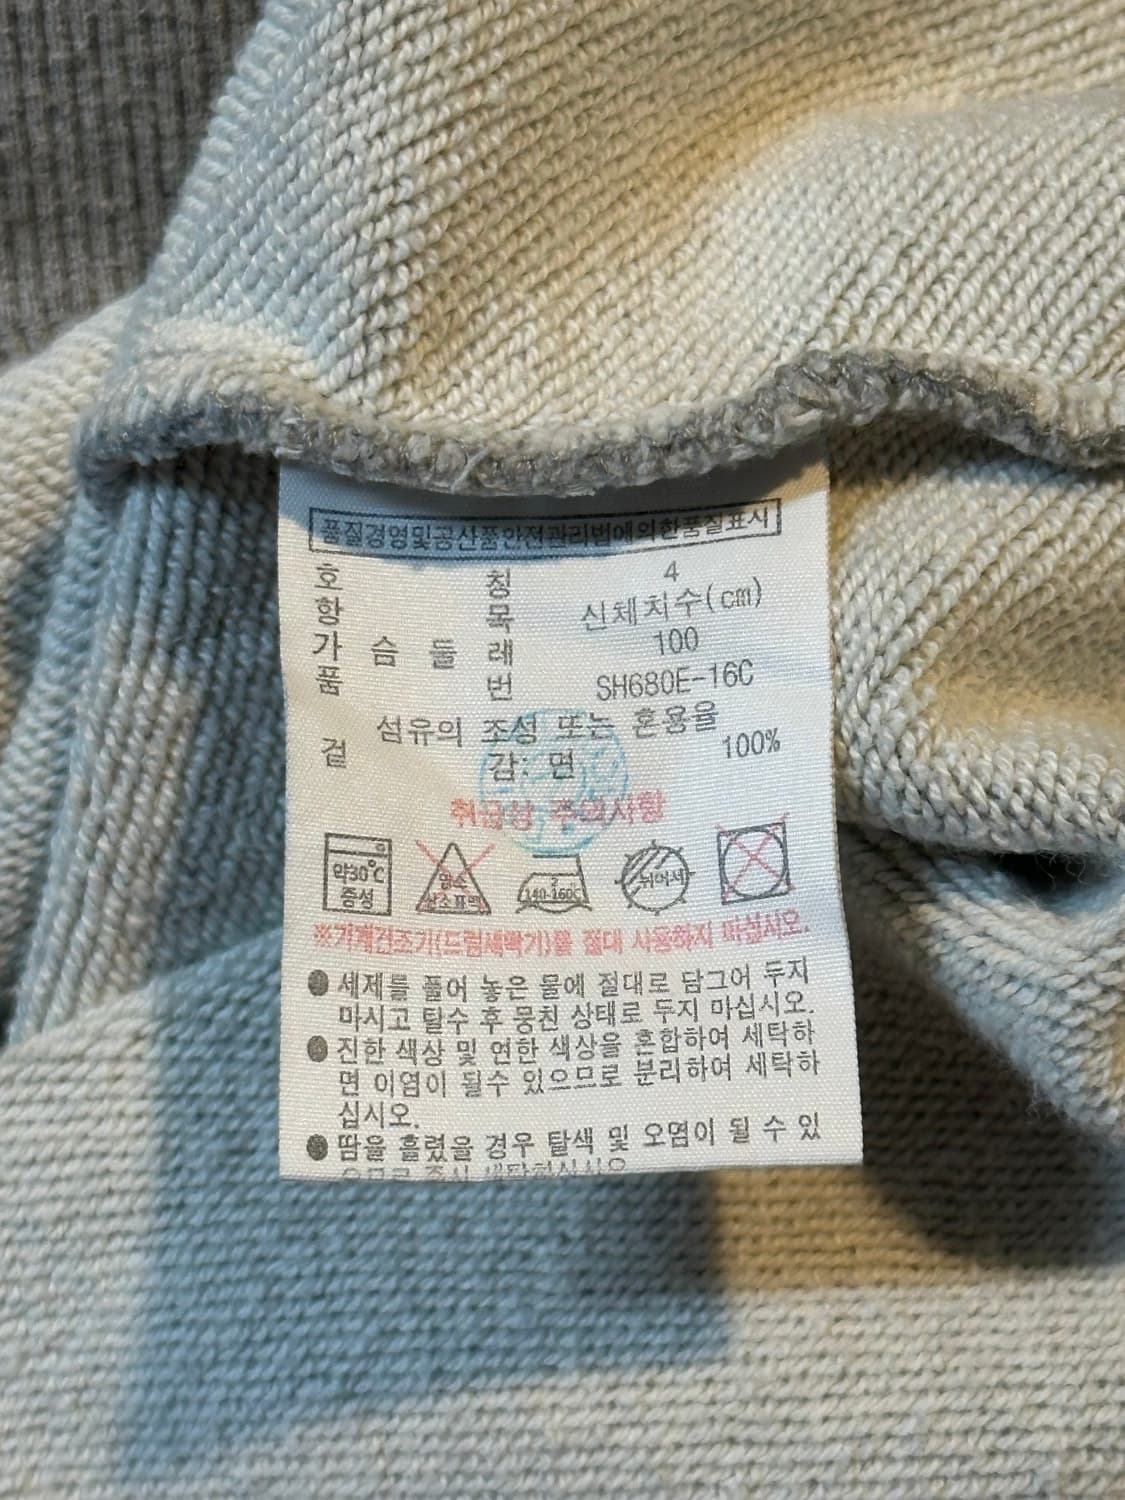 품질경영및공산품안전관리법에의한품질표시
호 칭 4
항 목 신체치수(cm)
가 슴 둘 레 100
품 번 SH680E-16C
섬유의 조성 또는 혼용율
겉 감: 면 100%
취급상 주의사항
약30℃ 중성
산소표백
2 140-160℃
뉘어서
※기계건조기(드럼세탁기)를 절대 사용하지 마십시오.
● 세제를 풀어 놓은 물에 절대로 담그어 두지
마시고 탈수 후 뭉친 상태로 두지 마십시오.
● 진한 색상 및 연한 색상을 혼합하여 세탁하
면 이염이 될수 있으므로 분리하여 세탁하
십시오.
● 땀을 흘렸을 경우 탈색 및 오염이 될 수 있